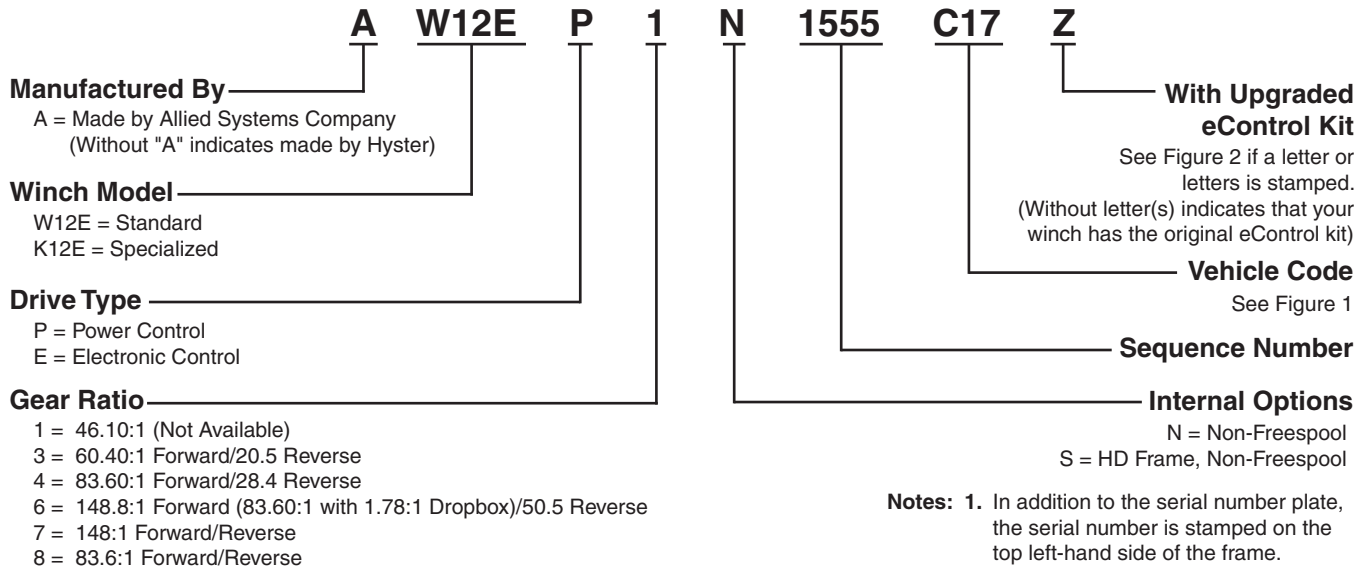 A W12E P 1 N 1555 C17 Z
Manufactured By
A = Made by Allied Systems Company
(Without "A" indicates made by Hyster)
Winch Model
W12E = Standard
K12E = Specialized
Drive Type
P = Power Control
E = Electronic Control
Gear Ratio
1 = 46.10:1 (Not Available)
3 = 60.40:1 Forward/20.5 Reverse
4 = 83.60:1 Forward/28.4 Reverse
6 = 148.8:1 Forward (83.60:1 with 1.78:1 Dropbox)/50.5 Reverse
7 = 148:1 Forward/Reverse
8 = 83.6:1 Forward/Reverse
With Upgraded
eControl Kit
See Figure 2 if a letter or
letters is stamped.
(Without letter(s) indicates that your
winch has the original eControl kit)
Vehicle Code
See Figure 1
Sequence Number
Internal Options
N = Non-Freespool
S = HD Frame, Non-Freespool
Notes: 1. In addition to the serial number plate,
the serial number is stamped on the
top left-hand side of the frame.